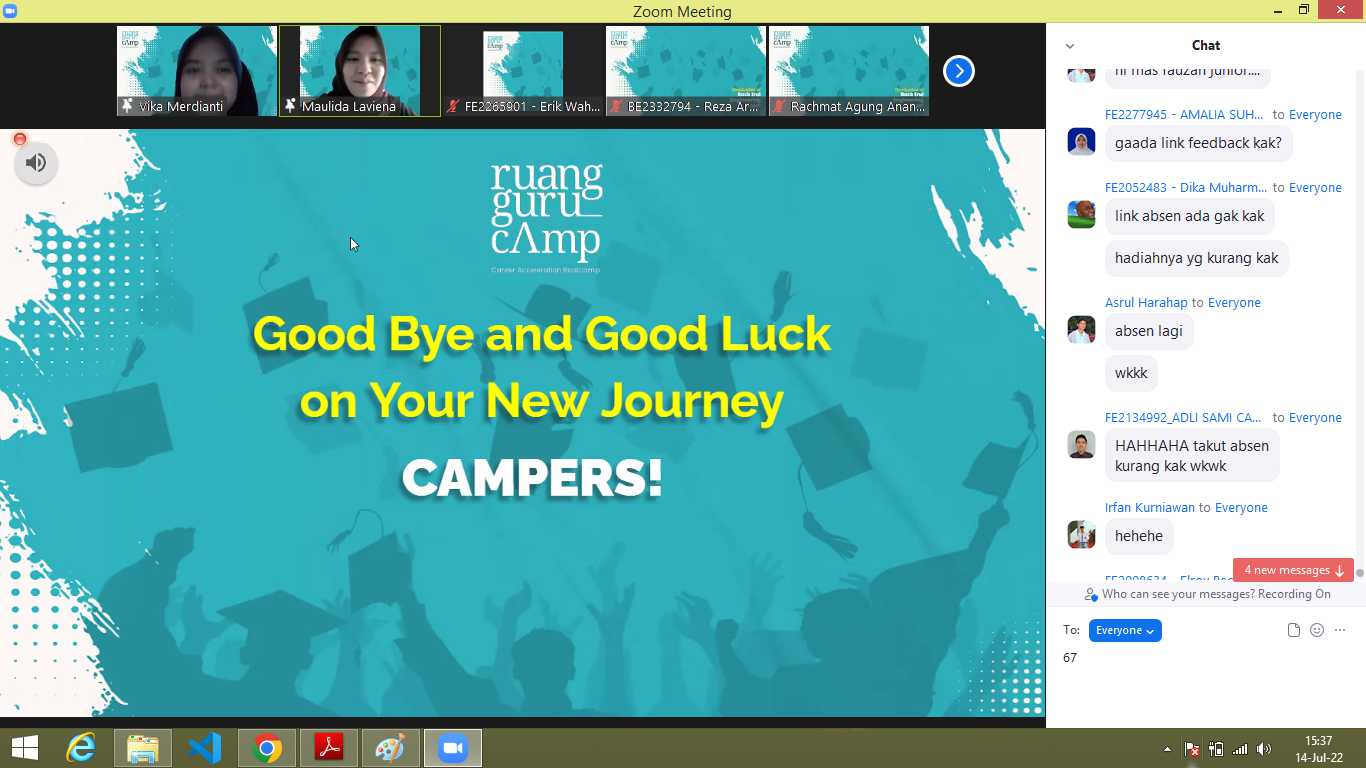 Zoom Meeting
Vika Merdianti
Maulida Laviena
FE2265901 - Erik Wah...
BE2332794 - Reza Ar...
Rachmat Agung Anan...
ruang
guru
cΛmp
Career Acceleration Bootcamp
Good Bye and Good Luck
on Your New Journey
CAMPERS!
Chat
hi mas fauzan junior....
FE2277945 - AMALIA SUH... to Everyone
gaada link feedback kak?
FE2052483 - Dika Muharm... to Everyone
link absen ada gak kak
hadiahnya yg kurang kak
Asrul Harahap to Everyone
absen lagi
wkkk
FE2134992_ADLI SAMI CA... to Everyone
HAHHAHA takut absen
kurang kak wkwk
Irfan Kurniawan to Everyone
hehehe
4 new messages
Who can see your messages? Recording On
To: Everyone
67
15:37
14-Jul-22